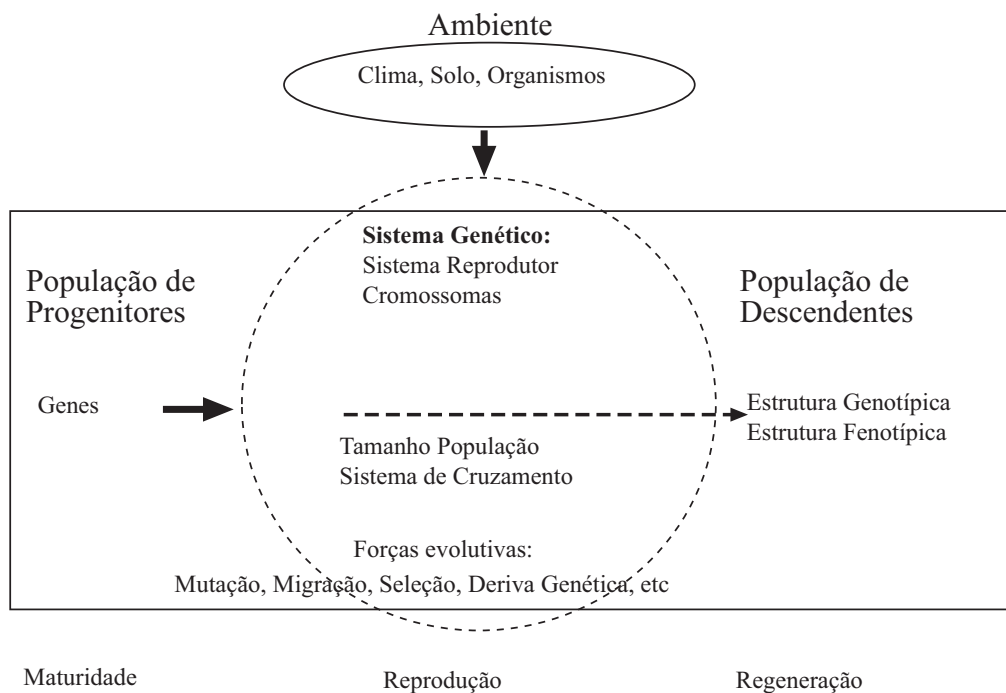 Ambiente
Clima, Solo, Organismos
Sistema Genético:
Sistema Reprodutor
Cromossomas
População de
Progenitores
População de
Descendentes
Genes
Estrutura Genotípica
Estrutura Fenotípica
Tamanho População
Sistema de Cruzamento
Forças evolutivas:
Mutação, Migração, Seleção, Deriva Genética, etc
Maturidade
Reprodução
Regeneração